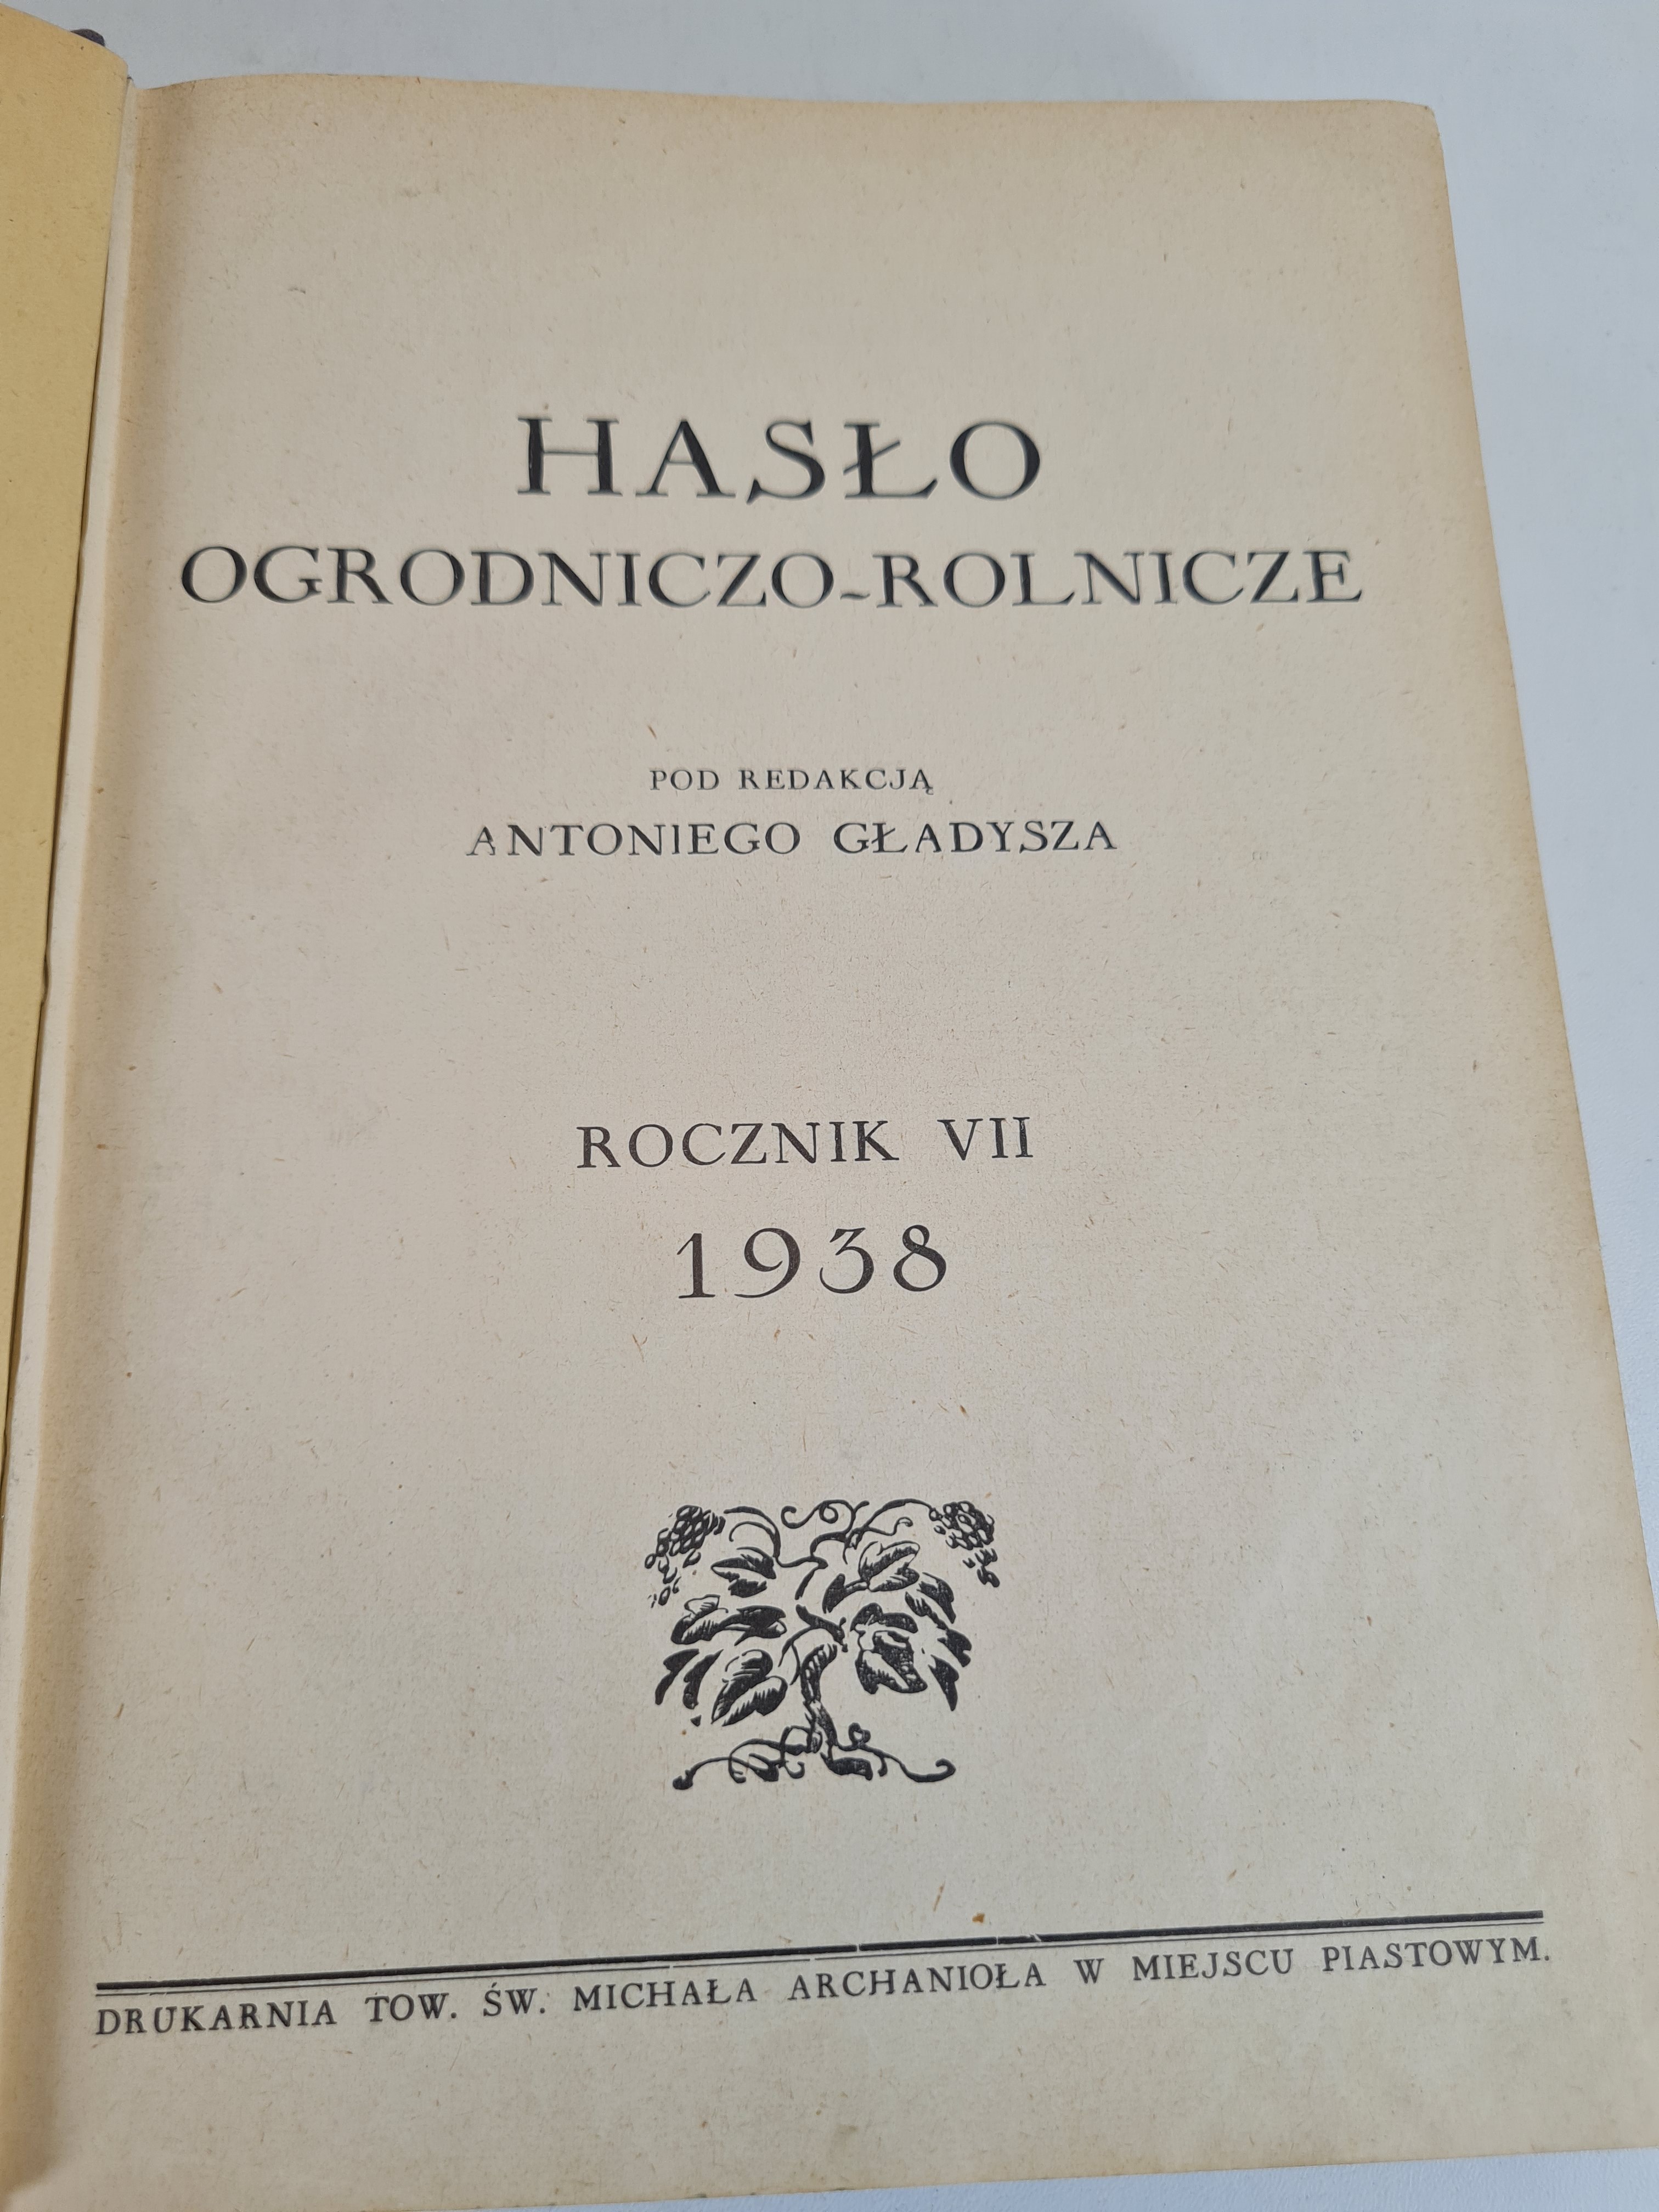 HASŁO
OGRODNICZO-ROLNICZE
POD REDAKCJĄ
ANTONIEGO GŁADYSZA
ROCZNIK VII
1938
DRUKARNIA TOW. ŚW. MICHAŁA ARCHANIOŁA W MIEJSCU PIASTOWYM.